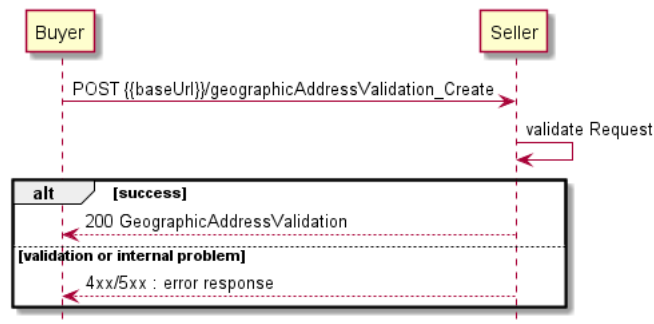 Buyer
Seller
POST {{baseUrl}}/geographicAddressValidation_Create
validate Request
alt
[success]
200 GeographicAddressValidation
[validation or internal problem]
4xx/5xx : error response